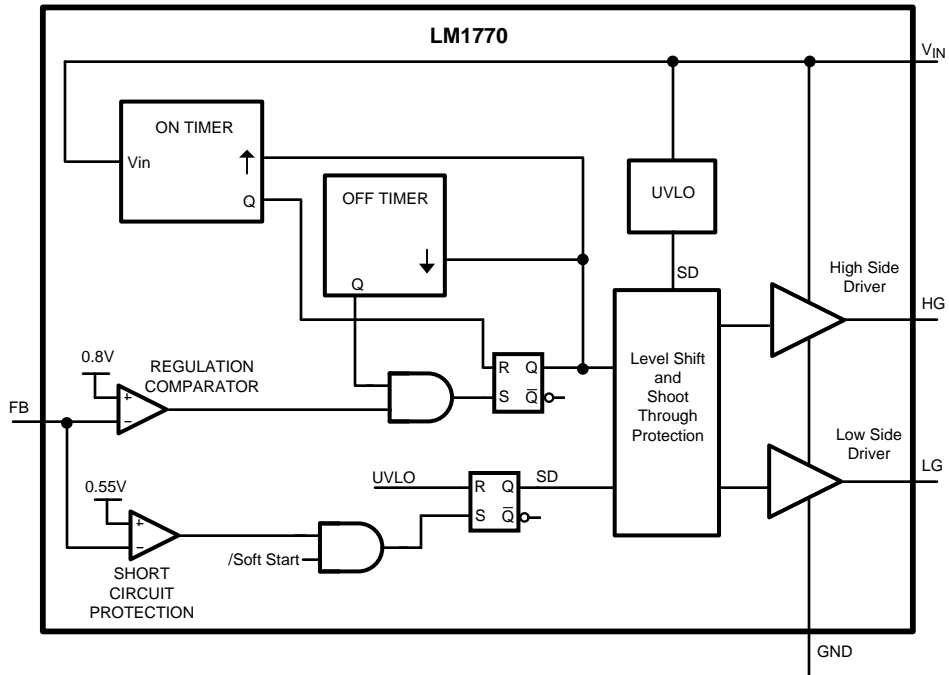 LM1770
VIN
ON TIMER
Vin
Q
OFF TIMER
Q
UVLO
SD
High Side
Driver
HG
0.8V
REGULATION
COMPARATOR
+
−
FB
R Q
S Q̅
Level Shift
and
Shoot
Through
Protection
Low Side
Driver
LG
0.55V
+
−
UVLO
R Q
S Q̅
SD
/Soft Start
SHORT
CIRCUIT
PROTECTION
GND